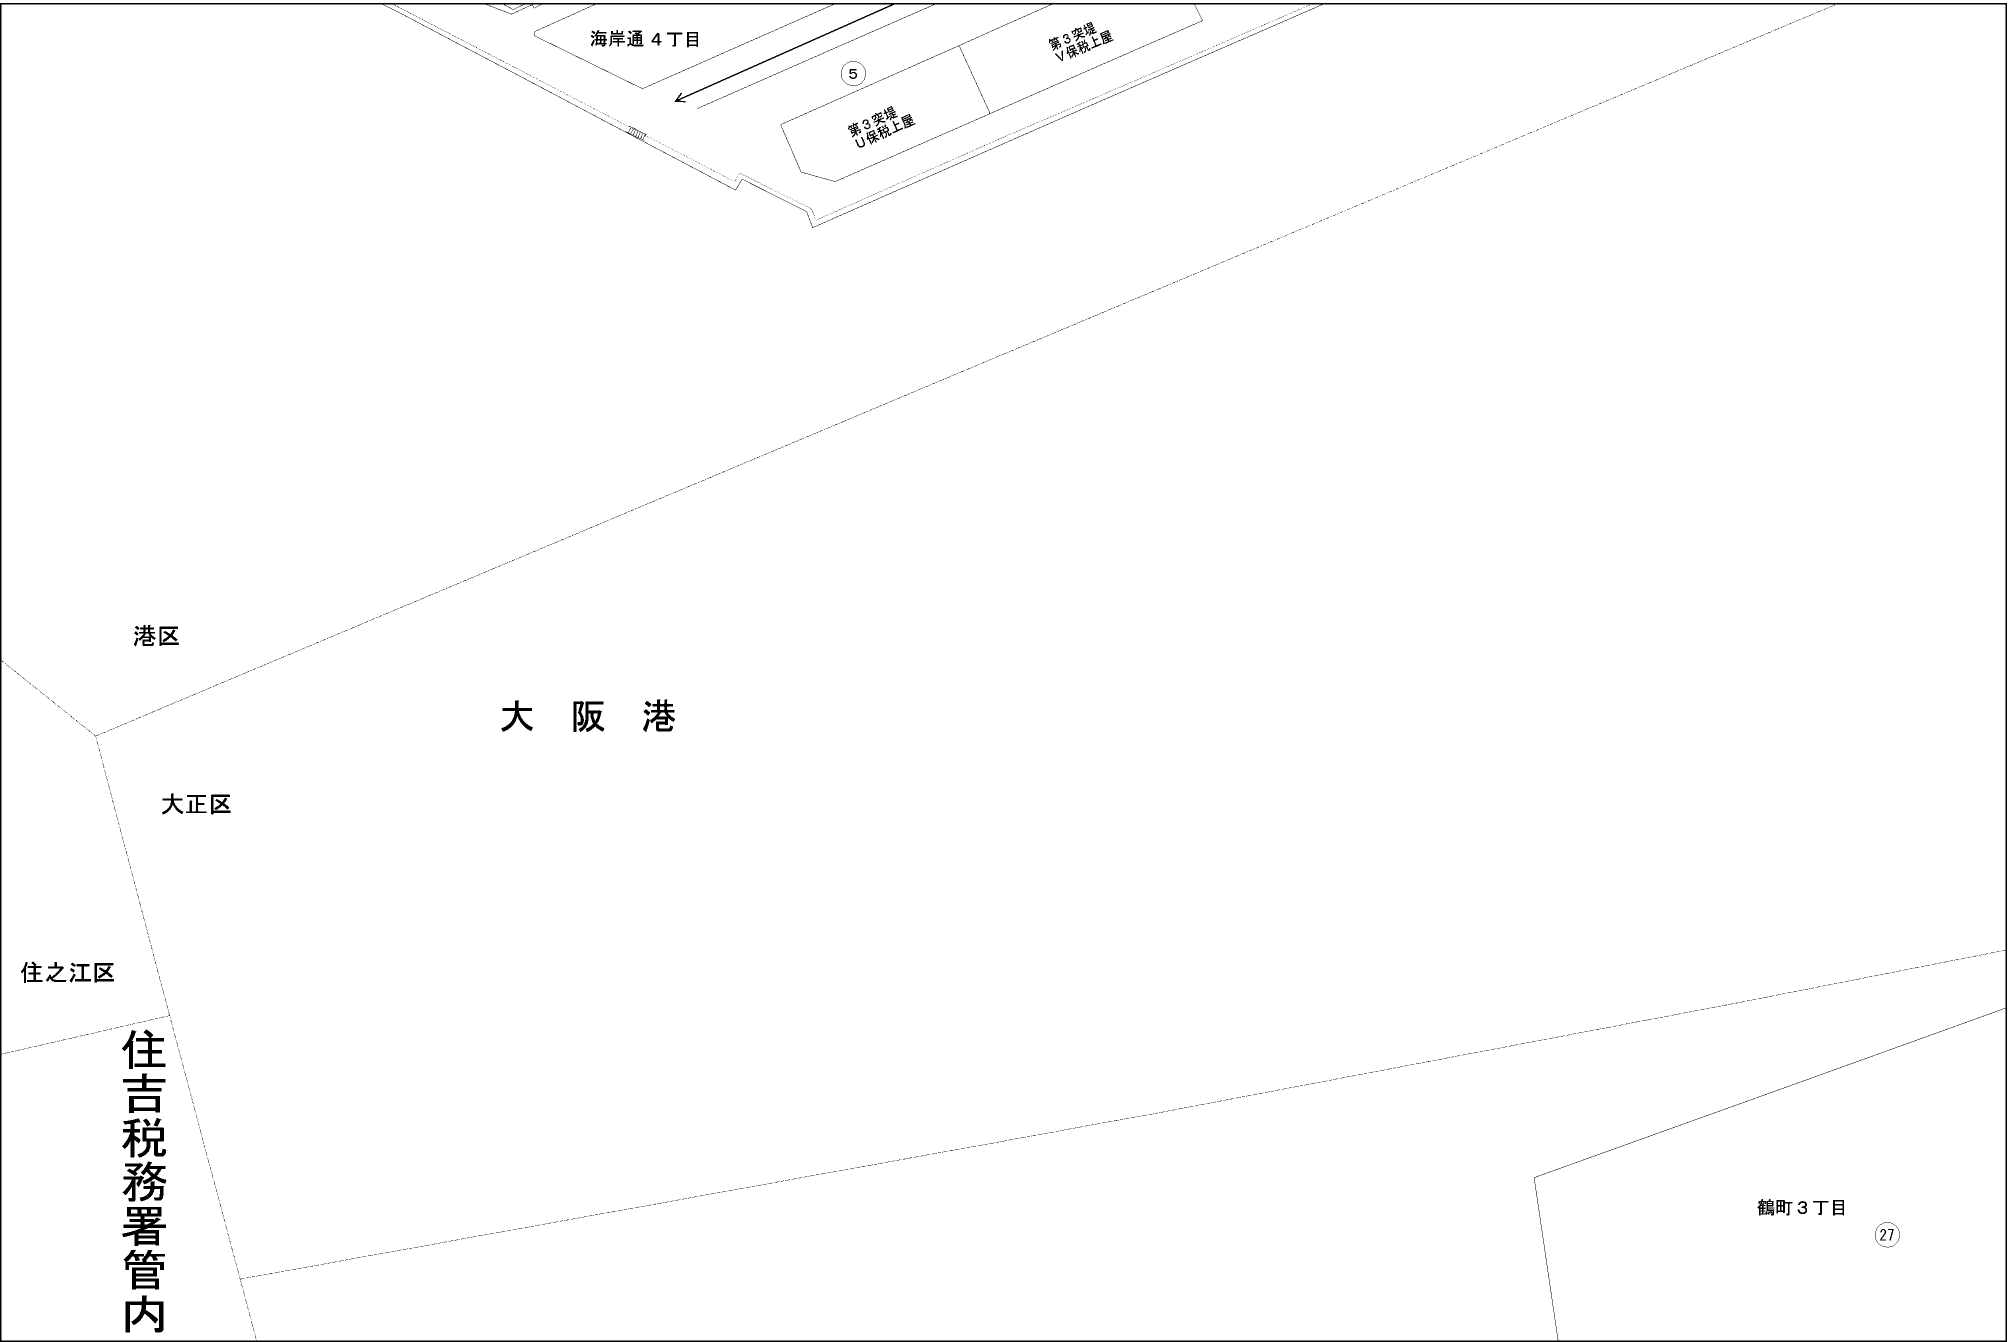 海岸通４丁目
第３突堤
Ｖ保税上屋
5
第３突堤
Ｕ保税上屋
港区
大阪港
大正区
住之江区
住吉税務署管内
鶴町３丁目
27